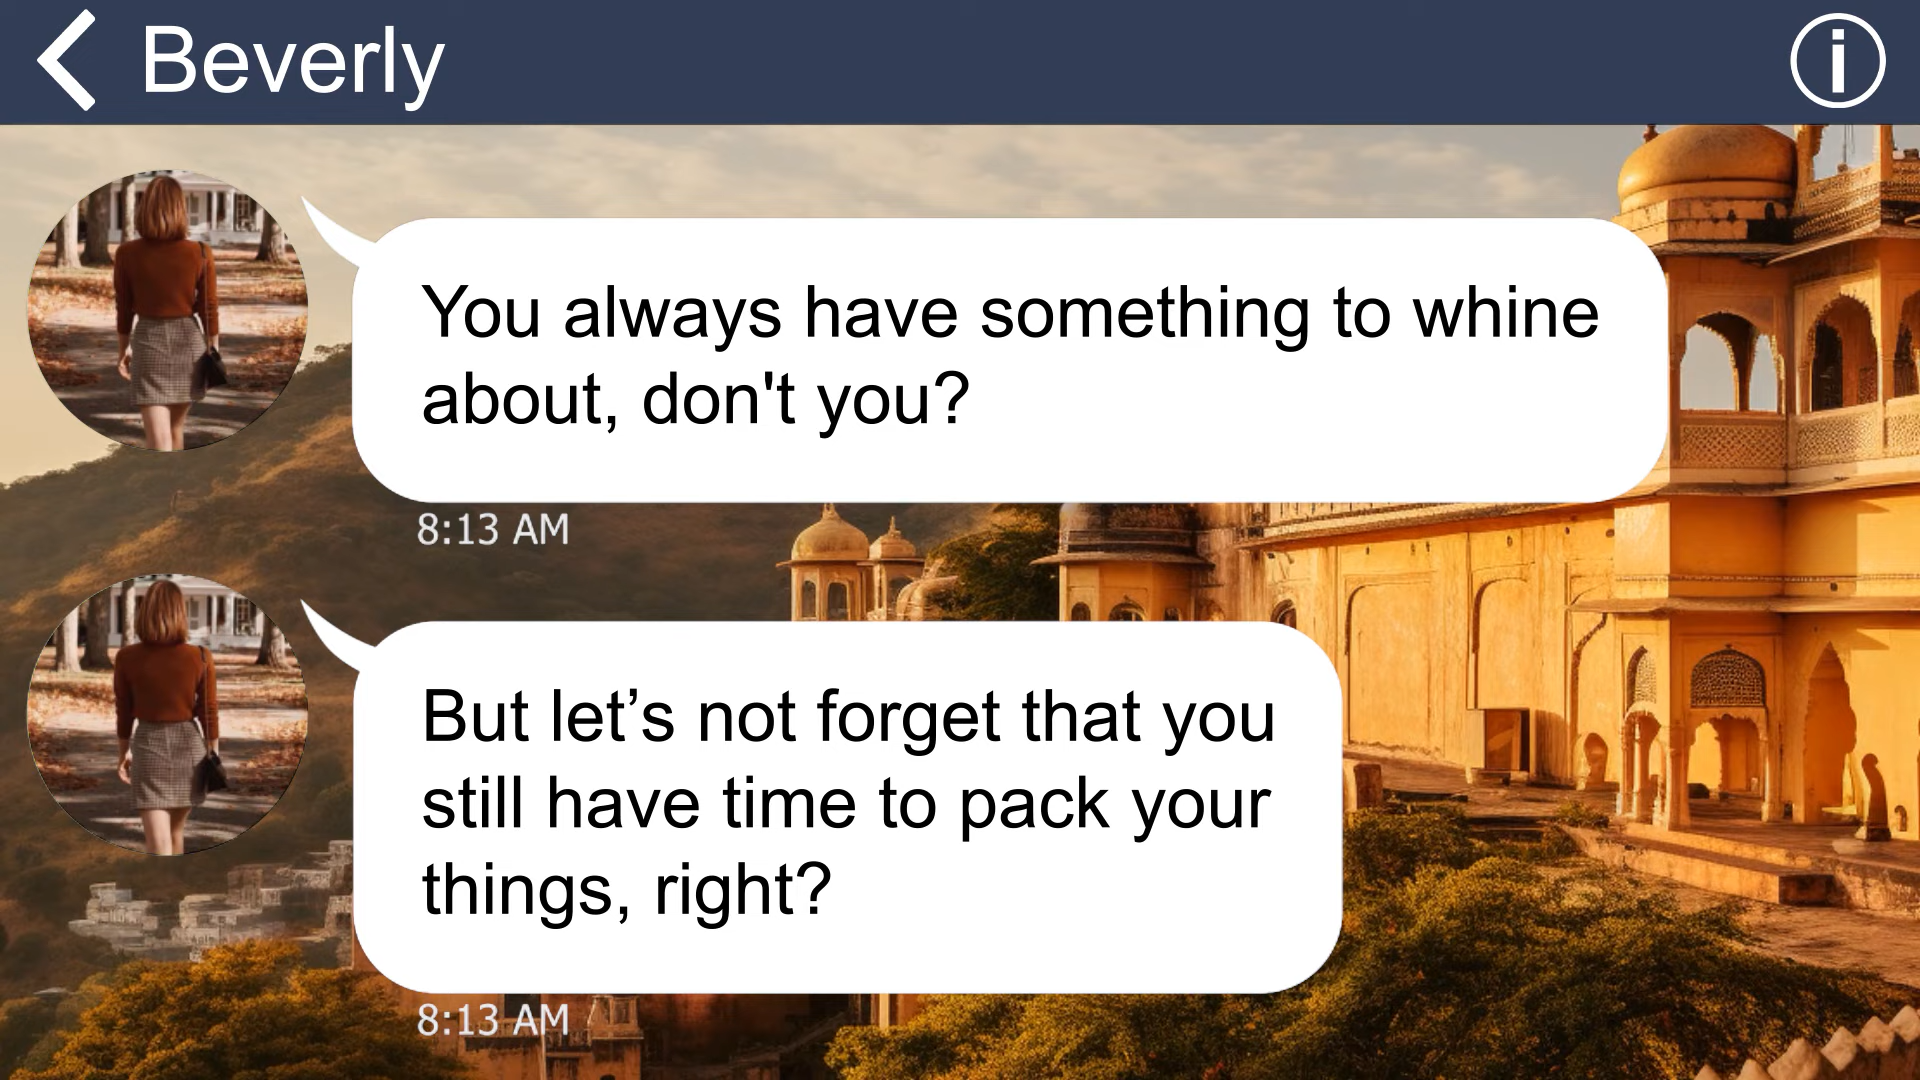 Beverly
You always have something to whine
about, don't you?
8:13 AM
But let’s not forget that you
still have time to pack your
things, right?
8:13 AM